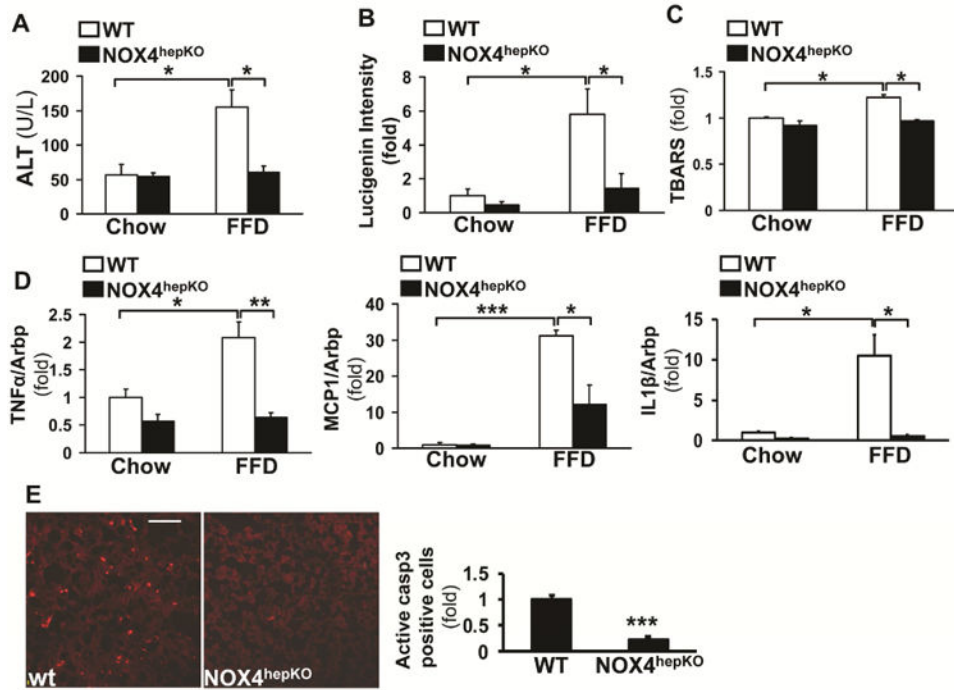 A
WT
NOX4hepKO
ALT (U/L)
200
150
100
50
0
*
*
Chow
FFD
B
WT
NOX4hepKO
Lucigenin Intensity
(fold)
8
6
4
2
0
*
*
Chow
FFD
C
WT
NOX4hepKO
TBARS (fold)
1.5
1
0.5
0
*
*
Chow
FFD
D
WT
NOX4hepKO
TNFα/Arbp
(fold)
2.5
2
1.5
1
0.5
0
*
**
Chow
FFD
WT
NOX4hepKO
MCP1/Arbp
(fold)
40
30
20
10
0
***
*
Chow
FFD
WT
NOX4hepKO
IL1β/Arbp
(fold)
15
10
5
0
*
*
Chow
FFD
E
wt
NOX4hepKO
Active casp3
positive cells
(fold)
1.5
1
0.5
0
***
WT
NOX4hepKO